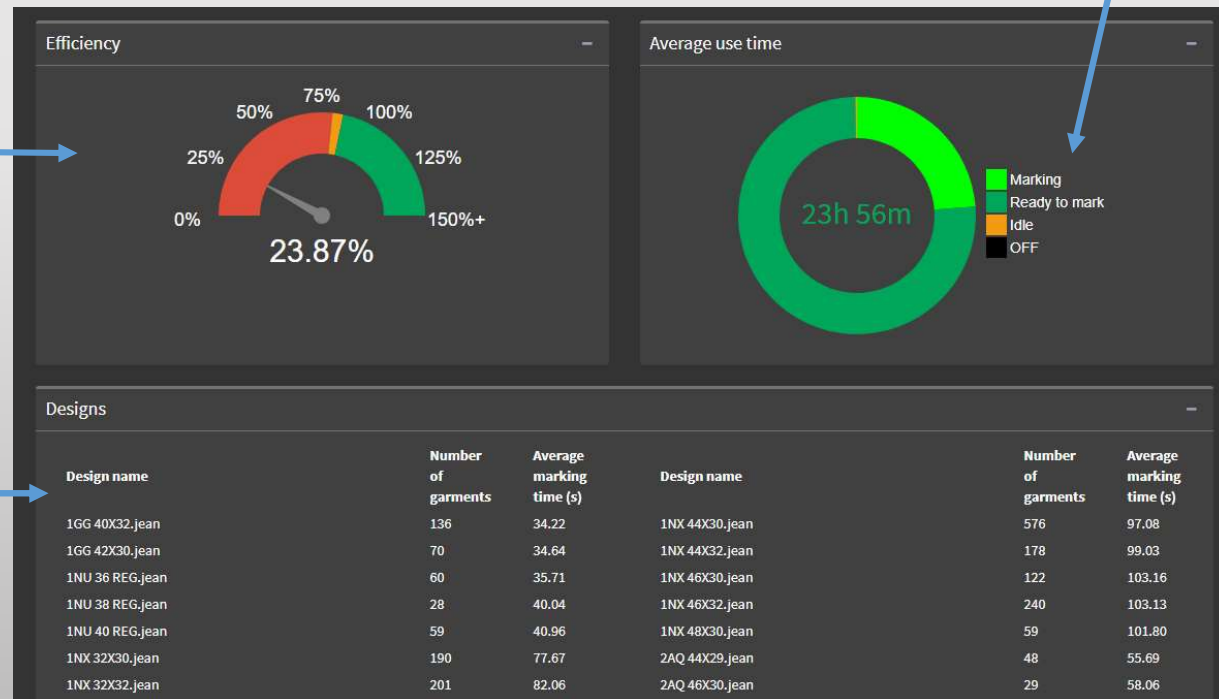 Efficiency
Average use time
0%
25%
50%
75%
100%
125%
150%+
23.87%
23h 56m
Marking
Ready to mark
Idle
OFF
Designs
Design name Number of garments Average marking time (s) Design name Number of garments Average marking time (s)
1GG 40X32.jean 136 34.22 1NX 44X30.jean 576 97.08
1GG 42X30.jean 70 34.64 1NX 44X32.jean 178 99.03
1NU 36 REG.jean 60 35.71 1NX 46X30.jean 122 103.16
1NU 38 REG.jean 28 40.04 1NX 46X32.jean 240 103.13
1NU 40 REG.jean 59 40.96 1NX 48X30.jean 59 101.80
1NX 32X30.jean 190 77.67 2AQ 44X29.jean 48 55.69
1NX 32X32.jean 201 82.06 2AQ 46X30.jean 29 58.06